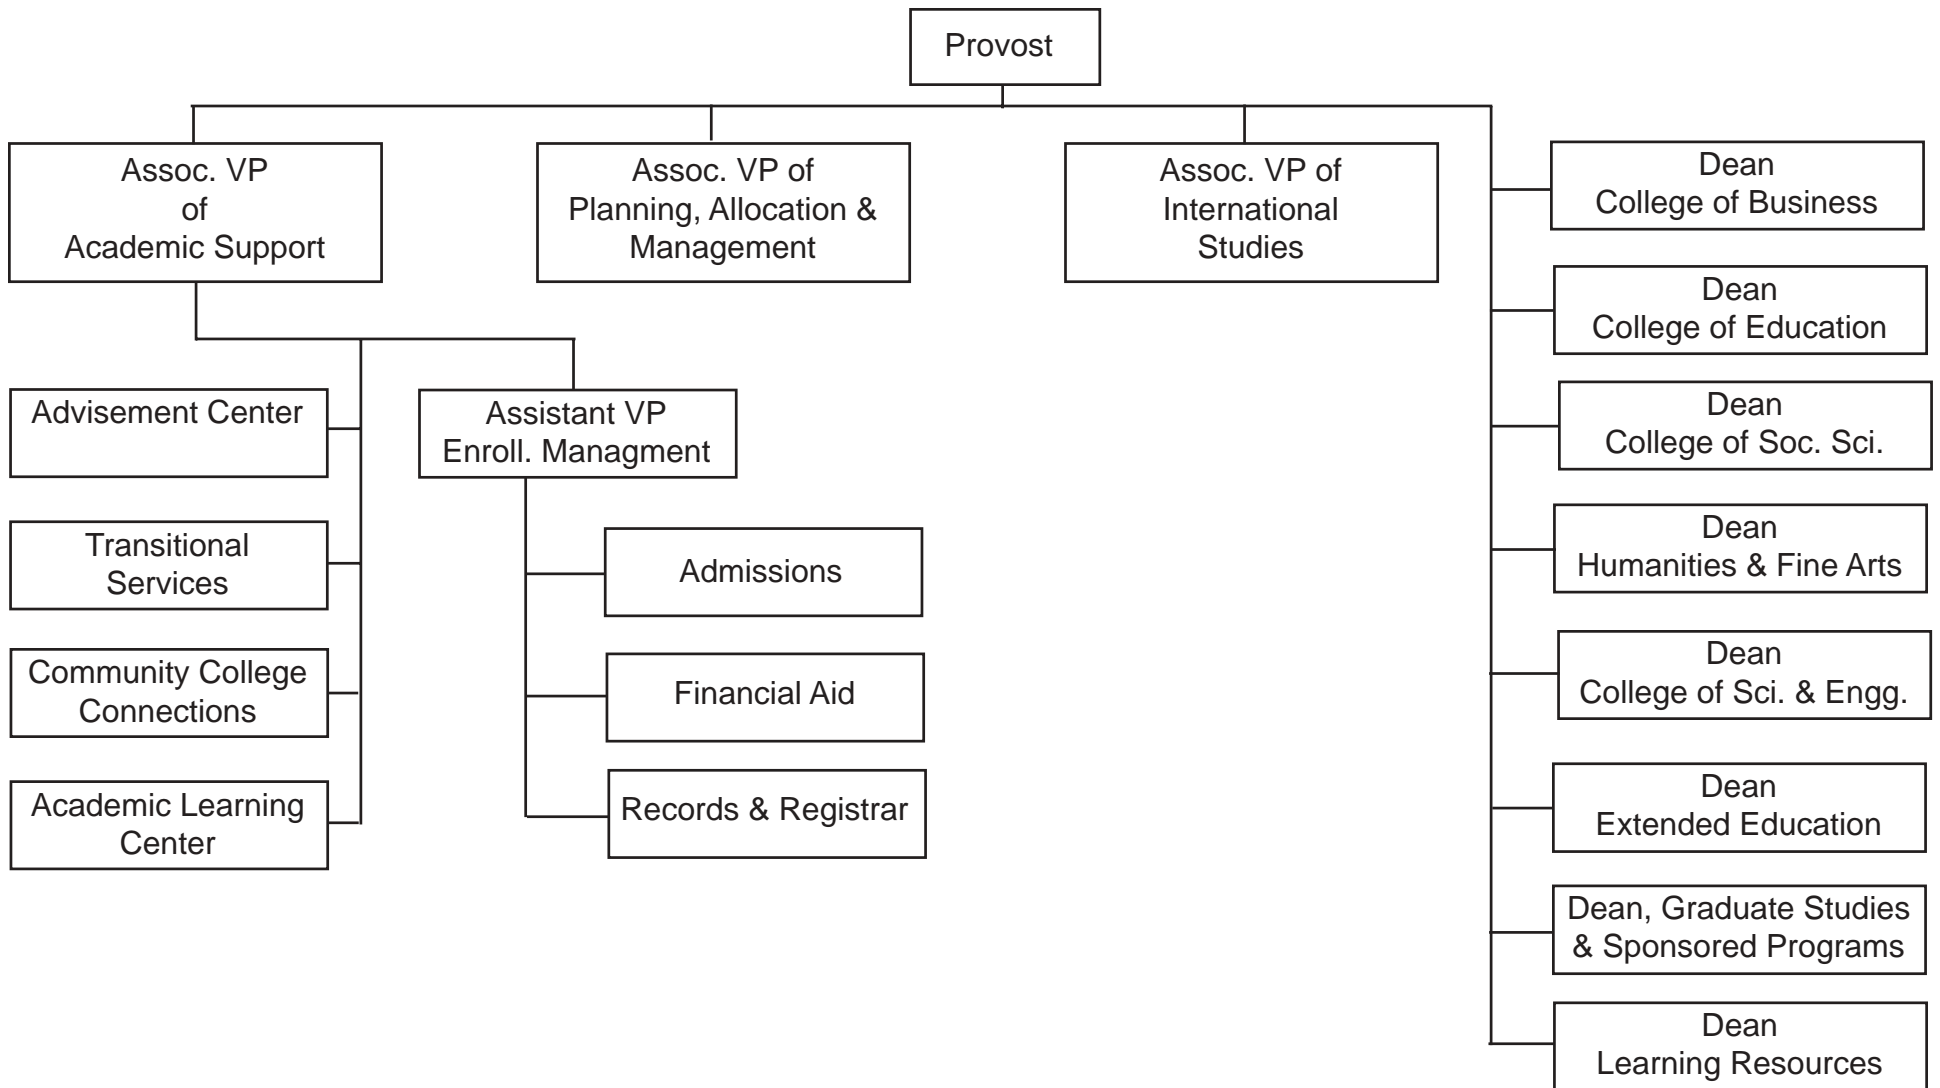 Provost
Assoc. VP
of
Academic Support
Assoc. VP of
Planning, Allocation &
Management
Assoc. VP of
International
Studies
Dean
College of Business
Dean
College of Education
Dean
College of Soc. Sci.
Dean
Humanities & Fine Arts
Dean
College of Sci. & Engg.
Dean
Extended Education
Dean, Graduate Studies
& Sponsored Programs
Dean
Learning Resources
Advisement Center
Transitional
Services
Community College
Connections
Academic Learning
Center
Assistant VP
Enroll. Managment
Admissions
Financial Aid
Records & Registrar